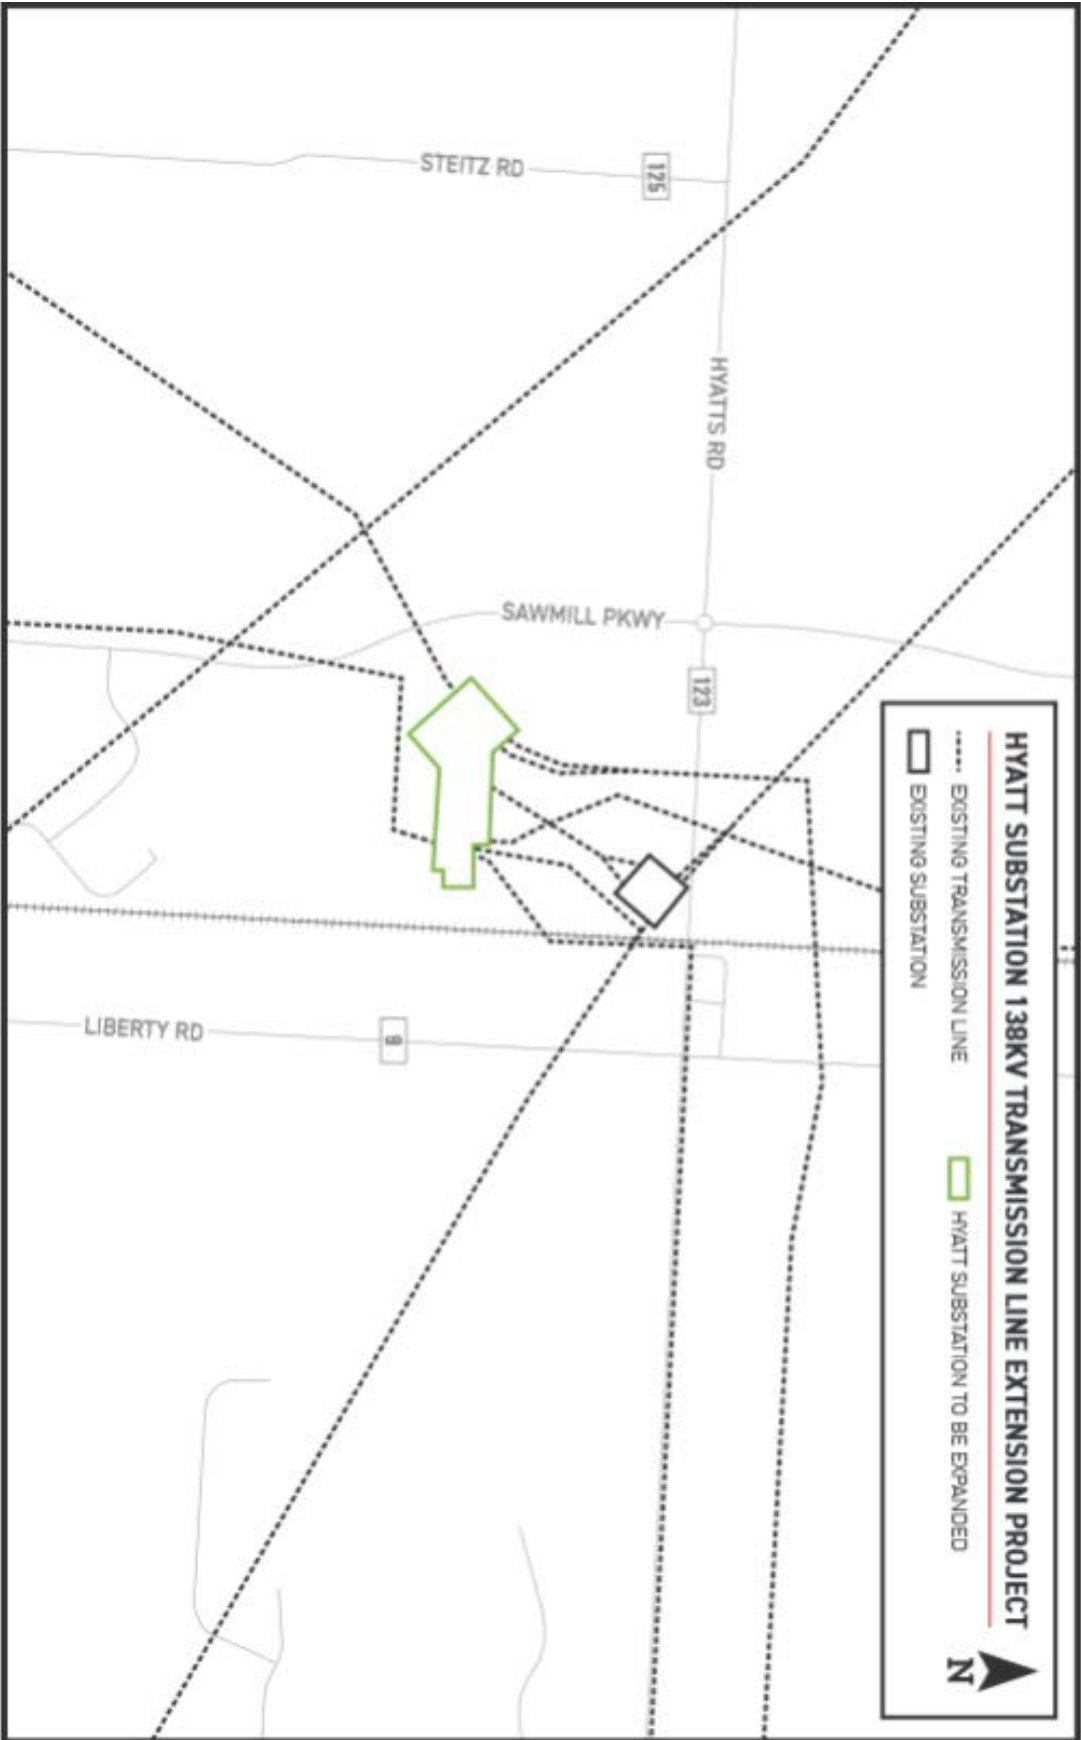 HYATT SUBSTATION 138KV TRANSMISSION LINE EXTENSION PROJECT
EXISTING TRANSMISSION LINE
HYATT SUBSTATION TO BE EXPANDED
EXISTING SUBSTATION
N
STEITZ RD
125
HYATTS RD
SAWMILL PKWY
123
LIBERTY RD
9